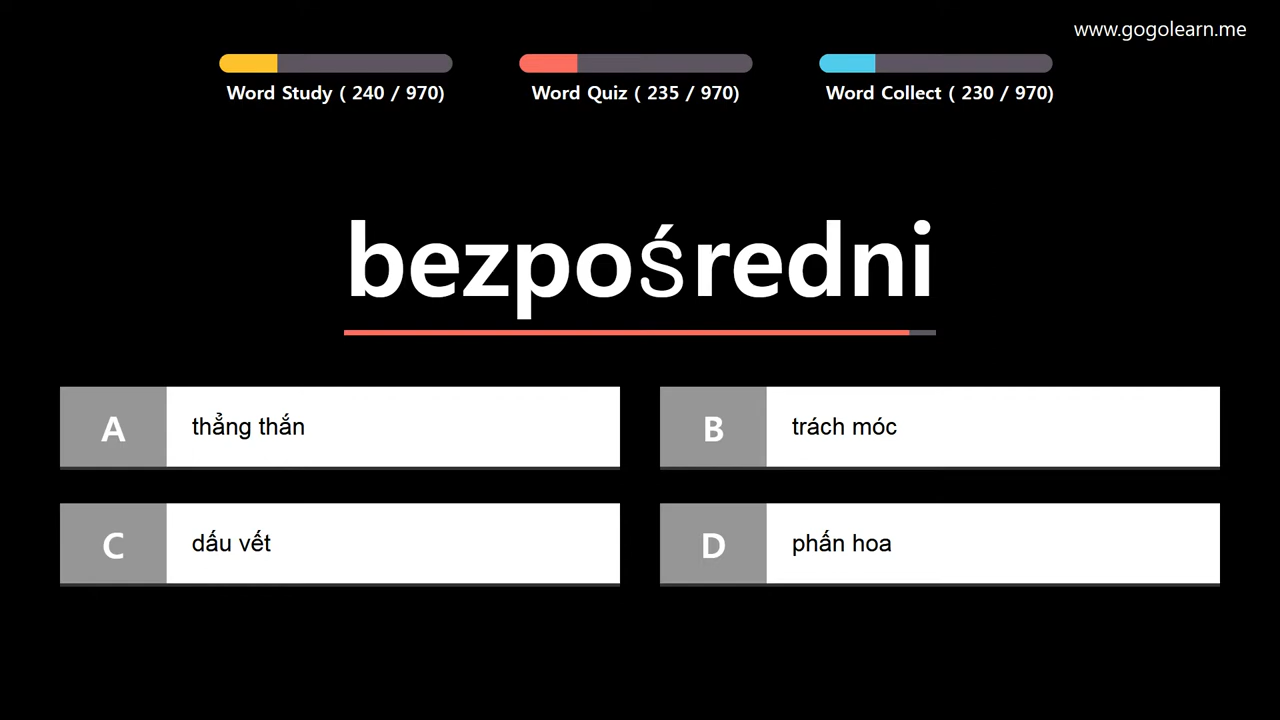 www.gogolearn.me
Word Study ( 240 / 970)
Word Quiz ( 235 / 970)
Word Collect ( 230 / 970)
bezpośredni
A thẳng thắn
B trách móc
C dấu vết
D phấn hoa